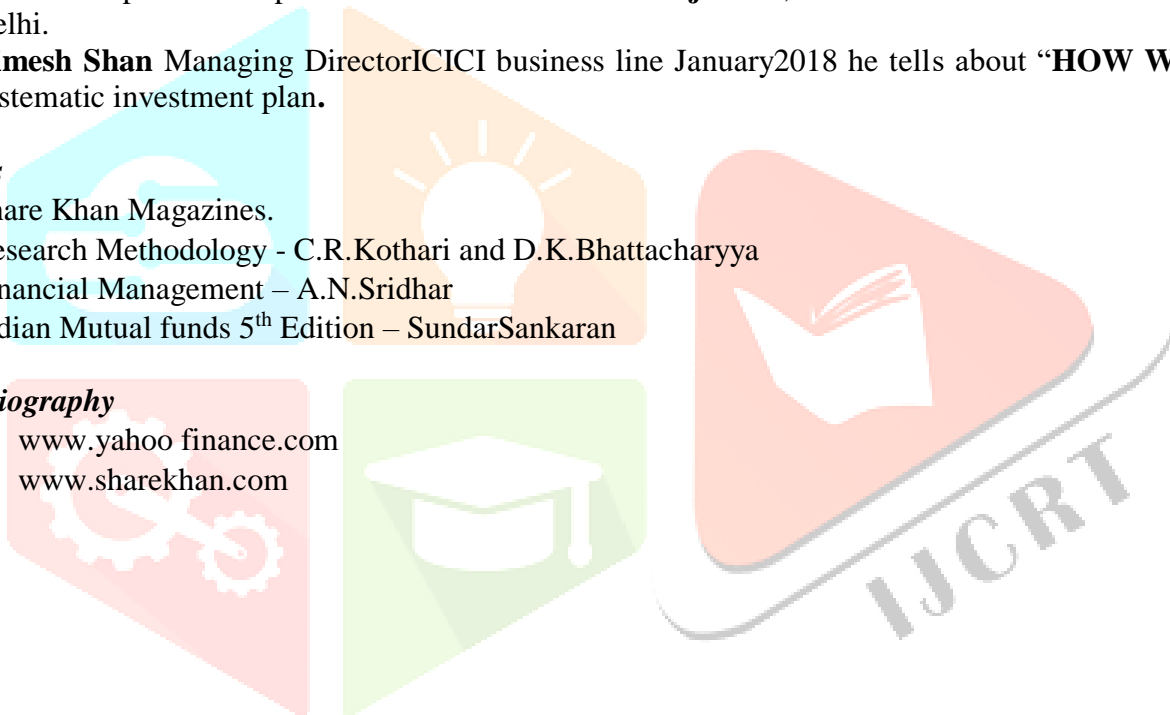 elhi.
imesh Shan Managing DirectorICICI business line January2018 he tells about “HOW W
stematic investment plan.
hare Khan Magazines.
esearch Methodology - C.R.Kothari and D.K.Bhattacharyya
nancial Management – A.N.Sridhar
dian Mutual funds 5th Edition – SundarSankaran
iography
www.yahoo finance.com
www.sharekhan.com
IJCRT